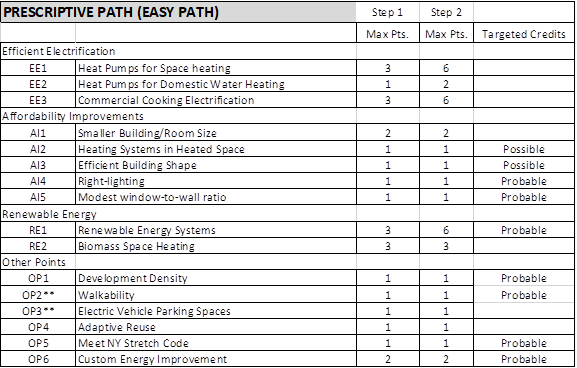 PRESCRIPTIVE PATH (EASY PATH) Step 1 Step 2
Max Pts. Max Pts. Targeted Credits
Efficient Electrification
EE1 Heat Pumps for Space heating 3 6
EE2 Heat Pumps for Domestic Water Heating 1 2
EE3 Commercial Cooking Electrification 3 6
Affordability Improvements
AI1 Smaller Building/Room Size 2 2
AI2 Heating Systems in Heated Space 1 1 Possible
AI3 Efficient Building Shape 1 1 Possible
AI4 Right-lighting 1 1 Probable
AI5 Modest window-to-wall ratio 1 1 Probable
Renewable Energy
RE1 Renewable Energy Systems 3 6 Probable
RE2 Biomass Space Heating 3 3
Other Points
OP1 Development Density 1 1 Probable
OP2** Walkability 1 1 Probable
OP3** Electric Vehicle Parking Spaces 1 1
OP4 Adaptive Reuse 1 1
OP5 Meet NY Stretch Code 1 1 Probable
OP6 Custom Energy Improvement 2 2 Probable